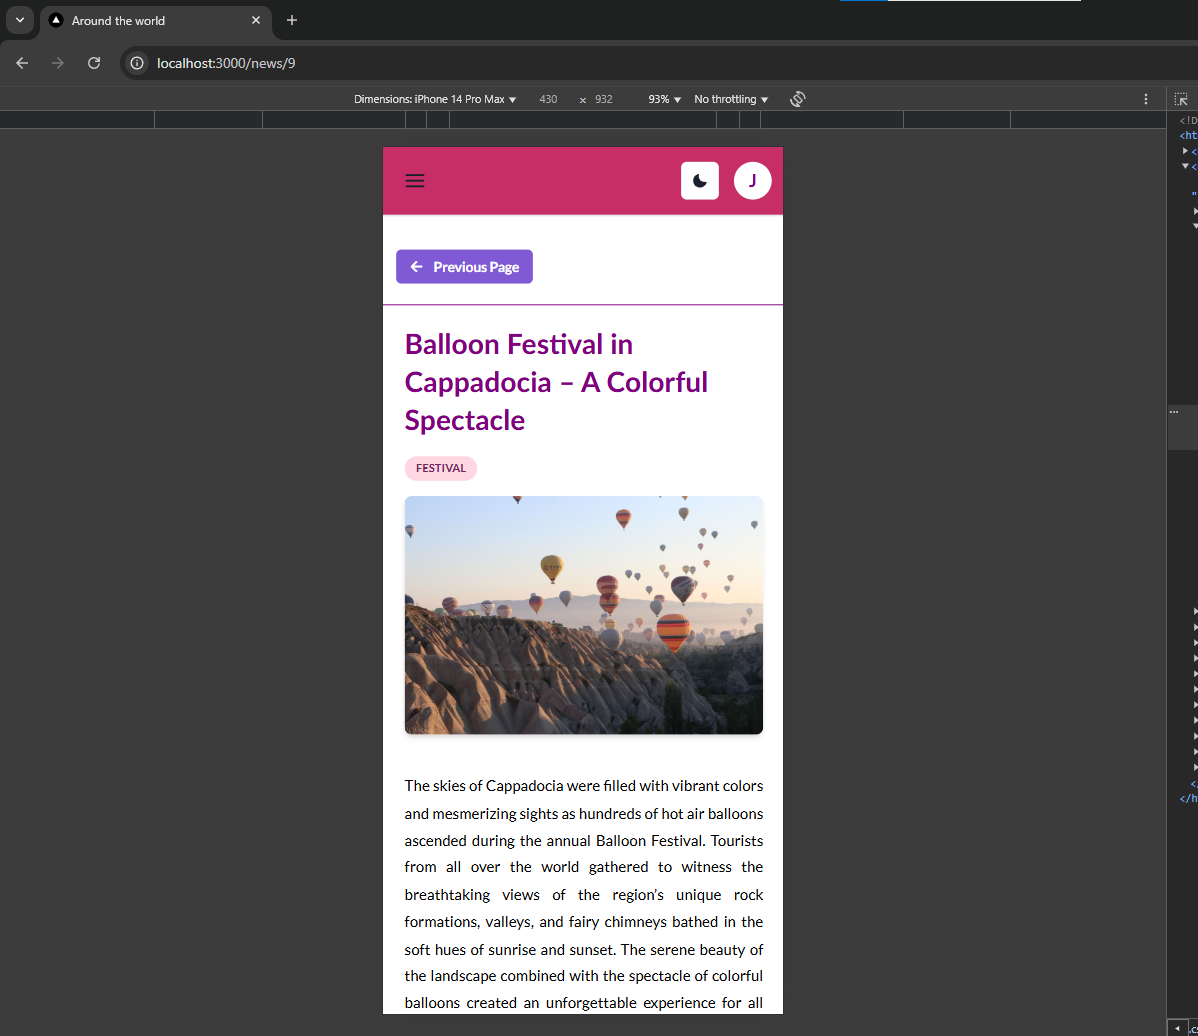 Around the world
localhost:3000/news/9
Dimensions: iPhone 14 Pro Max 430 × 932 93% No throttling
J
Previous Page
Balloon Festival in
Cappadocia – A Colorful
Spectacle
FESTIVAL
The skies of Cappadocia were filled with vibrant colors
and mesmerizing sights as hundreds of hot air balloons
ascended during the annual Balloon Festival. Tourists
from all over the world gathered to witness the
breathtaking views of the region's unique rock
formations, valleys, and fairy chimneys bathed in the
soft hues of sunrise and sunset. The serene beauty of
the landscape combined with the spectacle of colorful
balloons created an unforgettable experience for all
<!D
<ht
<
<
"
</
</h
.cs